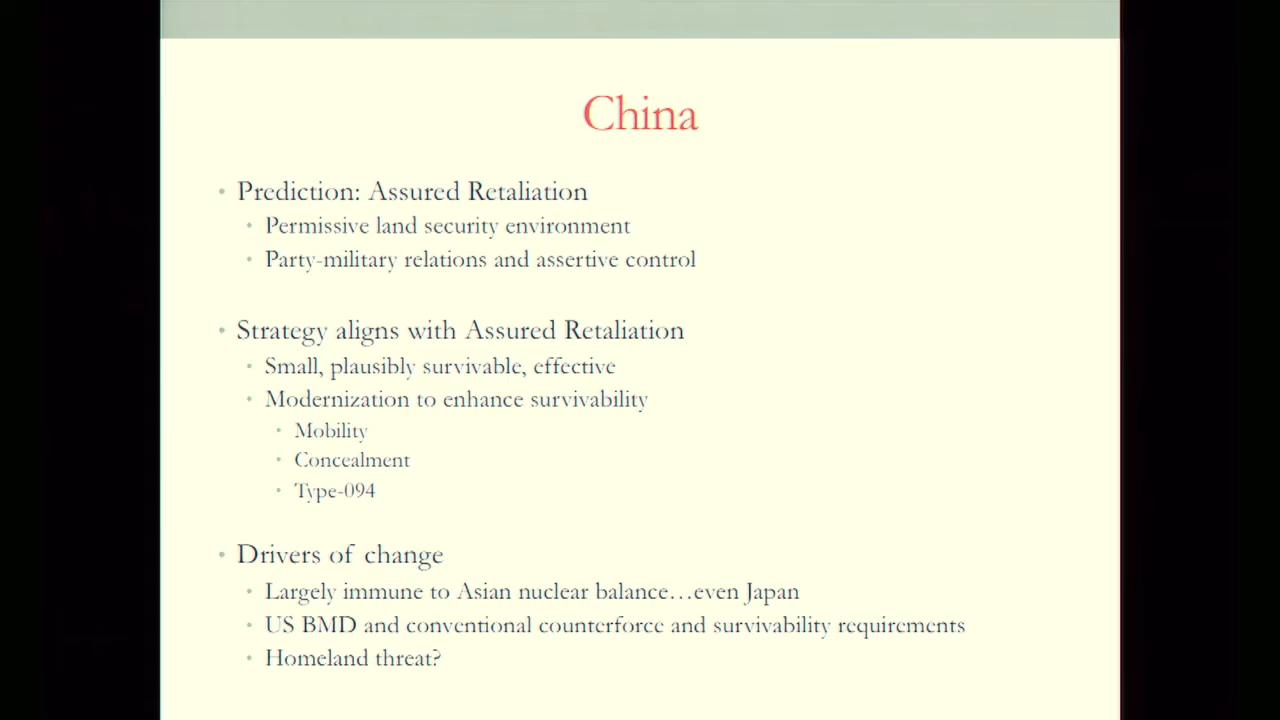 China
Prediction: Assured Retaliation
Permissive land security environment
Party-military relations and assertive control
Strategy aligns with Assured Retaliation
Small, plausibly survivable, effective
Modernization to enhance survivability
Mobility
Concealment
Type-094
Drivers of change
Largely immune to Asian nuclear balance…even Japan
US BMD and conventional counterforce and survivability requirements
Homeland threat?